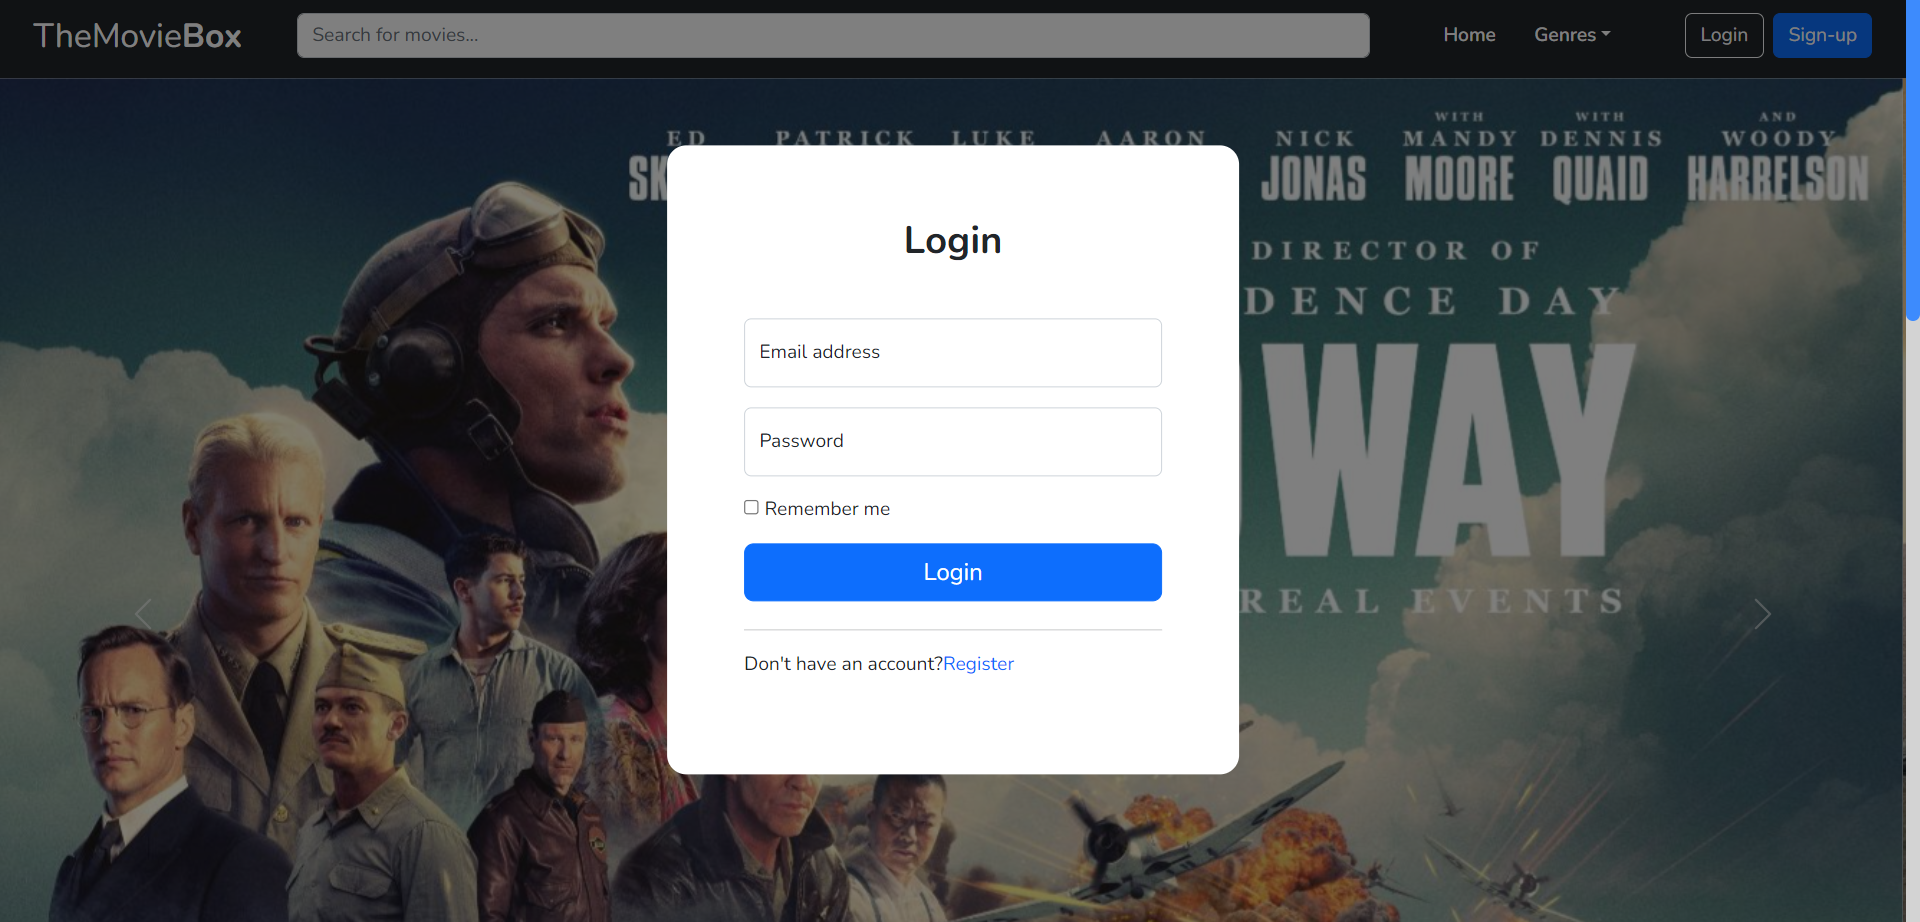 TheMovieBox
Search for movies...
Home
Genres
Login
Sign-up
WITH WITH AND
ED PATRICK LUKE AARON NICK MANDY DENNIS WOODY
SK JONAS MOORE QUAID HARRELSON
DIRECTOR OF
DENCE DAY
WAY
REAL EVENTS
Login
Email address
Password
Remember me
Login
Don't have an account?Register